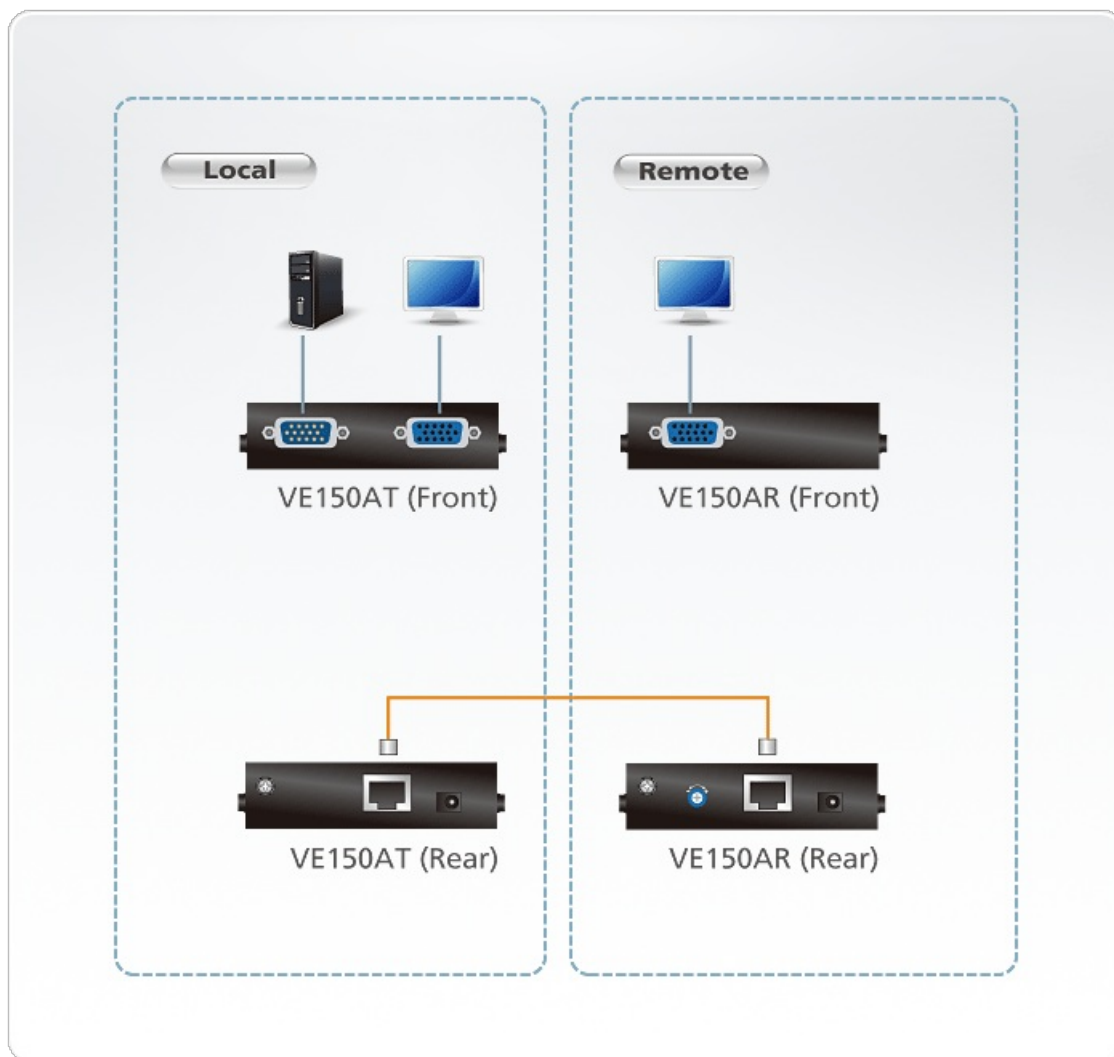 Local
Remote
VE150AT (Front)
VE150AR (Front)
VE150AT (Rear)
VE150AR (Rear)